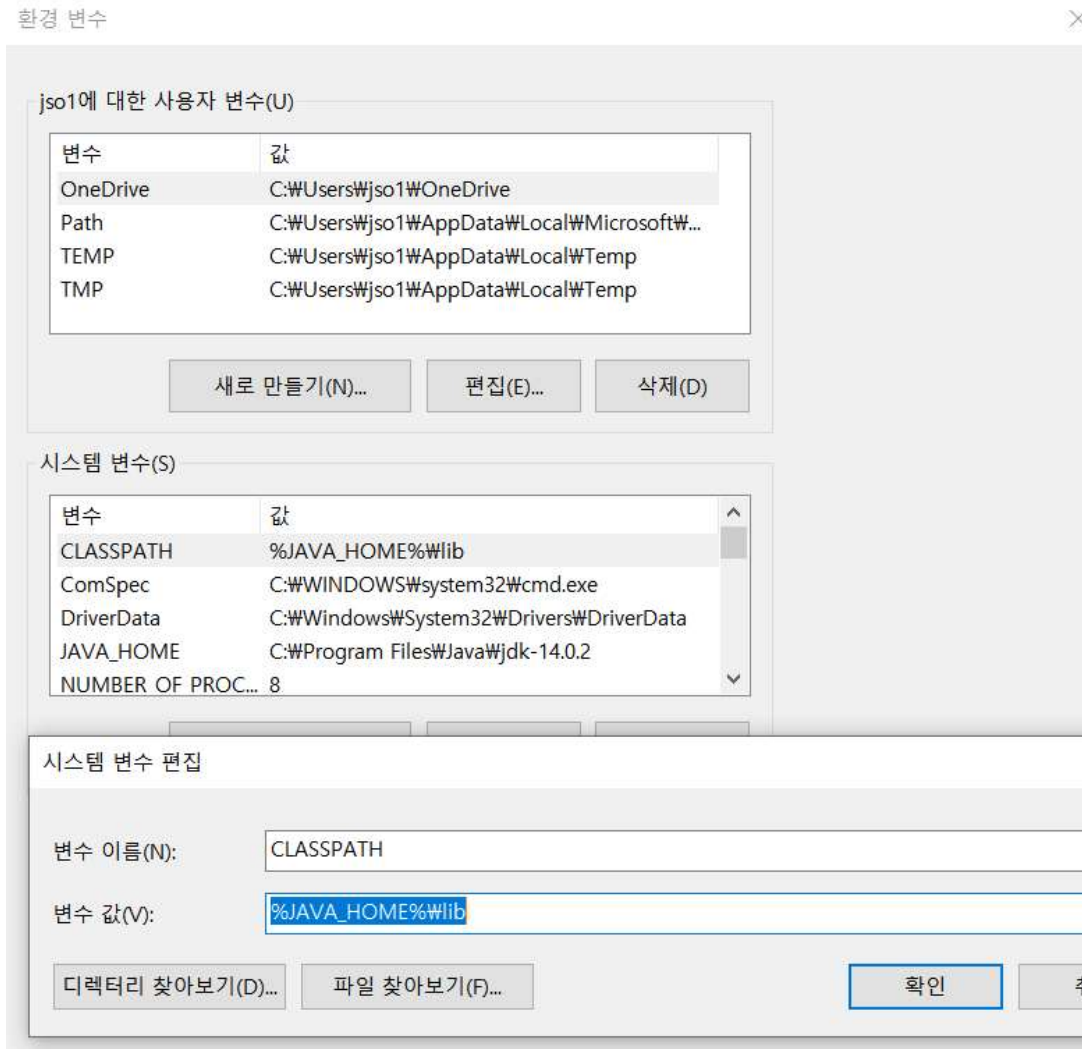 환경 변수
jso1에 대한 사용자 변수(U)
변수 값
OneDrive C:₩Users₩jso1₩OneDrive
Path C:₩Users₩jso1₩AppData₩Local₩Microsoft₩...
TEMP C:₩Users₩jso1₩AppData₩Local₩Temp
TMP C:₩Users₩jso1₩AppData₩Local₩Temp
새로 만들기(N)... 편집(E)... 삭제(D)
시스템 변수(S)
변수 값
CLASSPATH %JAVA_HOME%₩lib
ComSpec C:₩WINDOWS₩system32₩cmd.exe
DriverData C:₩Windows₩System32₩Drivers₩DriverData
JAVA_HOME C:₩Program Files₩Java₩jdk-14.0.2
NUMBER OF PROC... 8
시스템 변수 편집
변수 이름(N): CLASSPATH
변수 값(V): %JAVA_HOME%₩lib
디렉터리 찾아보기(D)... 파일 찾아보기(F)... 확인